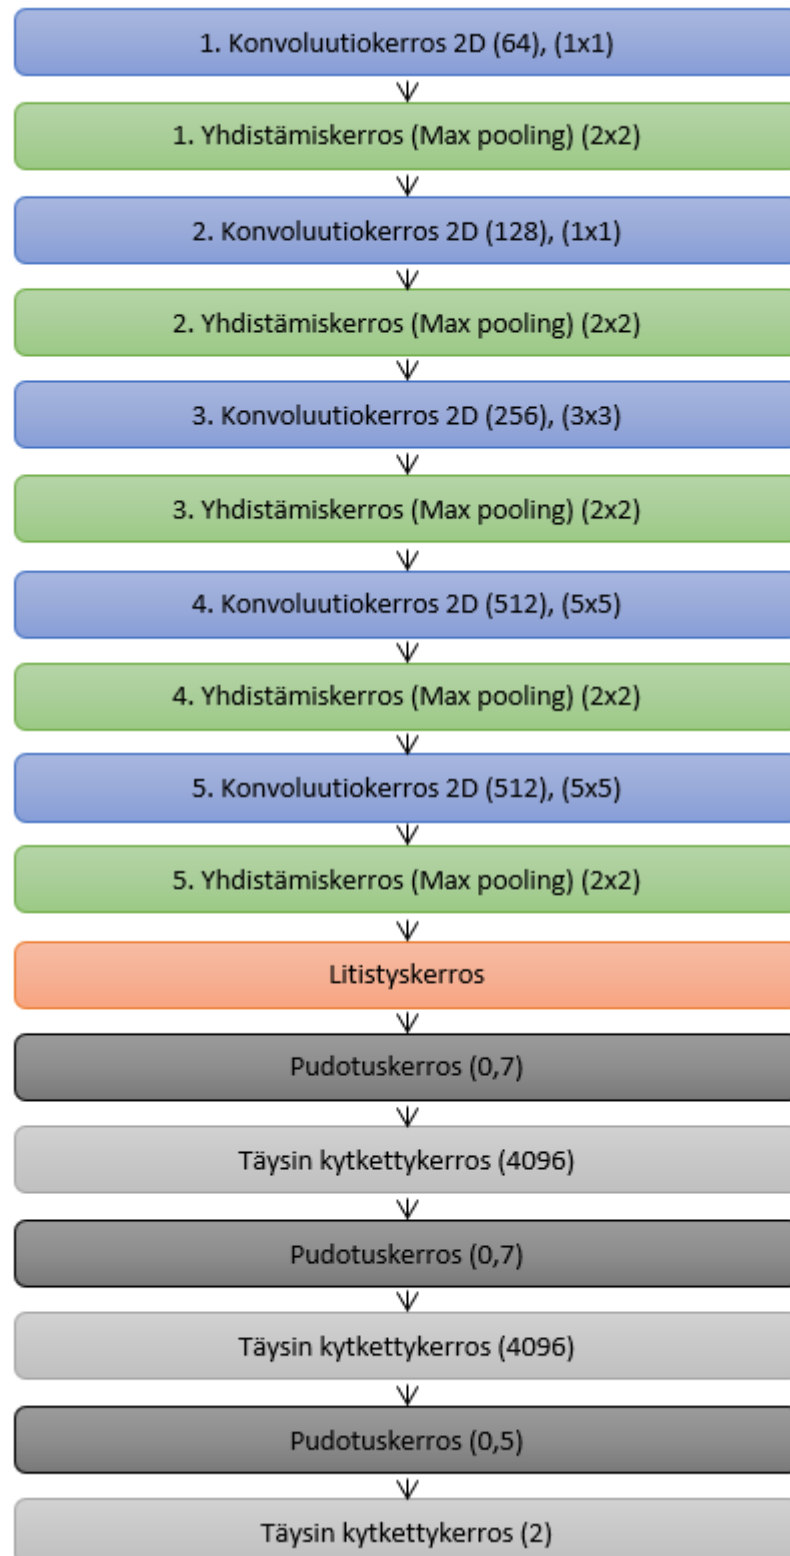 1. Konvoluutiokerros 2D (64), (1x1)
1. Yhdistämiskerros (Max pooling) (2x2)
2. Konvoluutiokerros 2D (128), (1x1)
2. Yhdistämiskerros (Max pooling) (2x2)
3. Konvoluutiokerros 2D (256), (3x3)
3. Yhdistämiskerros (Max pooling) (2x2)
4. Konvoluutiokerros 2D (512), (5x5)
4. Yhdistämiskerros (Max pooling) (2x2)
5. Konvoluutiokerros 2D (512), (5x5)
5. Yhdistämiskerros (Max pooling) (2x2)
Litistyskerros
Pudotuskerros (0,7)
Täysin kytkettykerros (4096)
Pudotuskerros (0,7)
Täysin kytkettykerros (4096)
Pudotuskerros (0,5)
Täysin kytkettykerros (2)